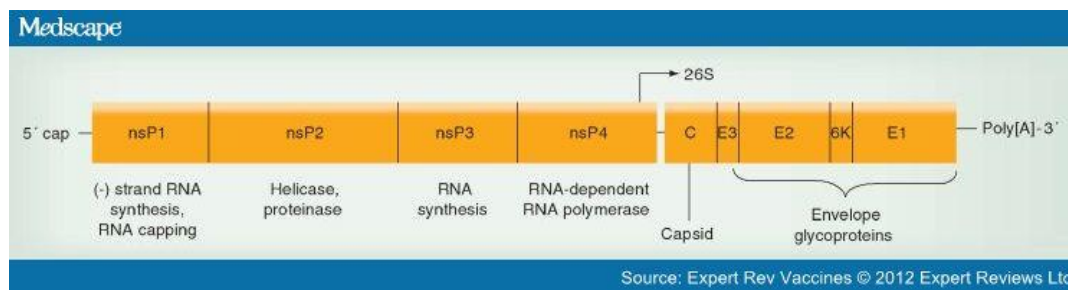 Medscape
26S
5´ cap
nsP1
nsP2
nsP3
nsP4
C
E3
E2
6K
E1
Poly[A]-3´
(-) strand RNA
synthesis,
RNA capping
Helicase,
proteinase
RNA
synthesis
RNA-dependent
RNA polymerase
Capsid
Envelope
glycoproteins
Source: Expert Rev Vaccines © 2012 Expert Reviews Ltd